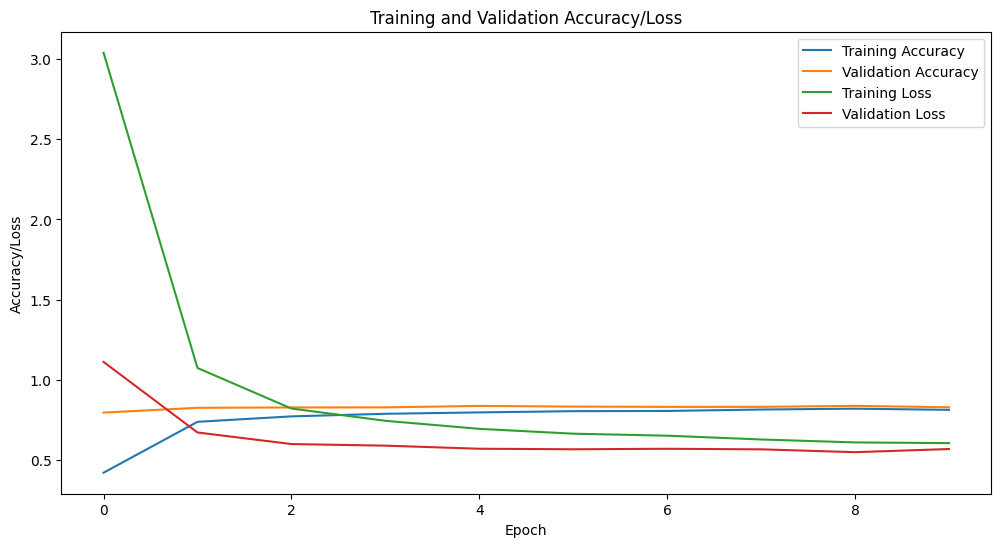 Training and Validation Accuracy/Loss
Training Accuracy
Validation Accuracy
Training Loss
Validation Loss
3.0
2.5
2.0
1.5
1.0
0.5
Accuracy/Loss
0 2 4 6 8
Epoch